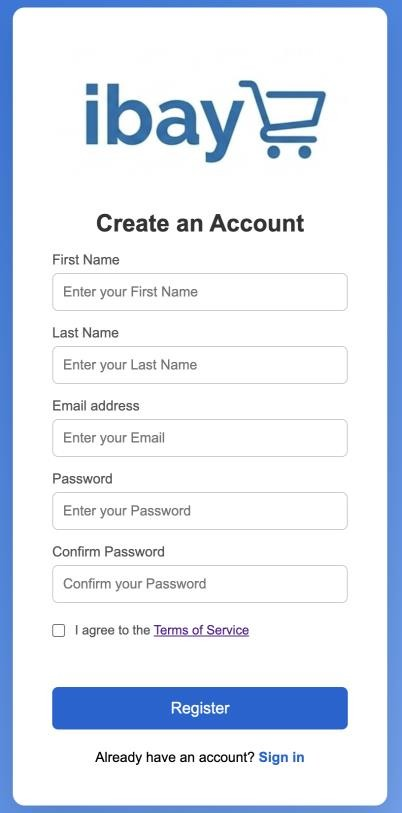 ibay
Create an Account
First Name
Enter your First Name
Last Name
Enter your Last Name
Email address
Enter your Email
Password
Enter your Password
Confirm Password
Confirm your Password
I agree to the Terms of Service
Register
Already have an account? Sign in